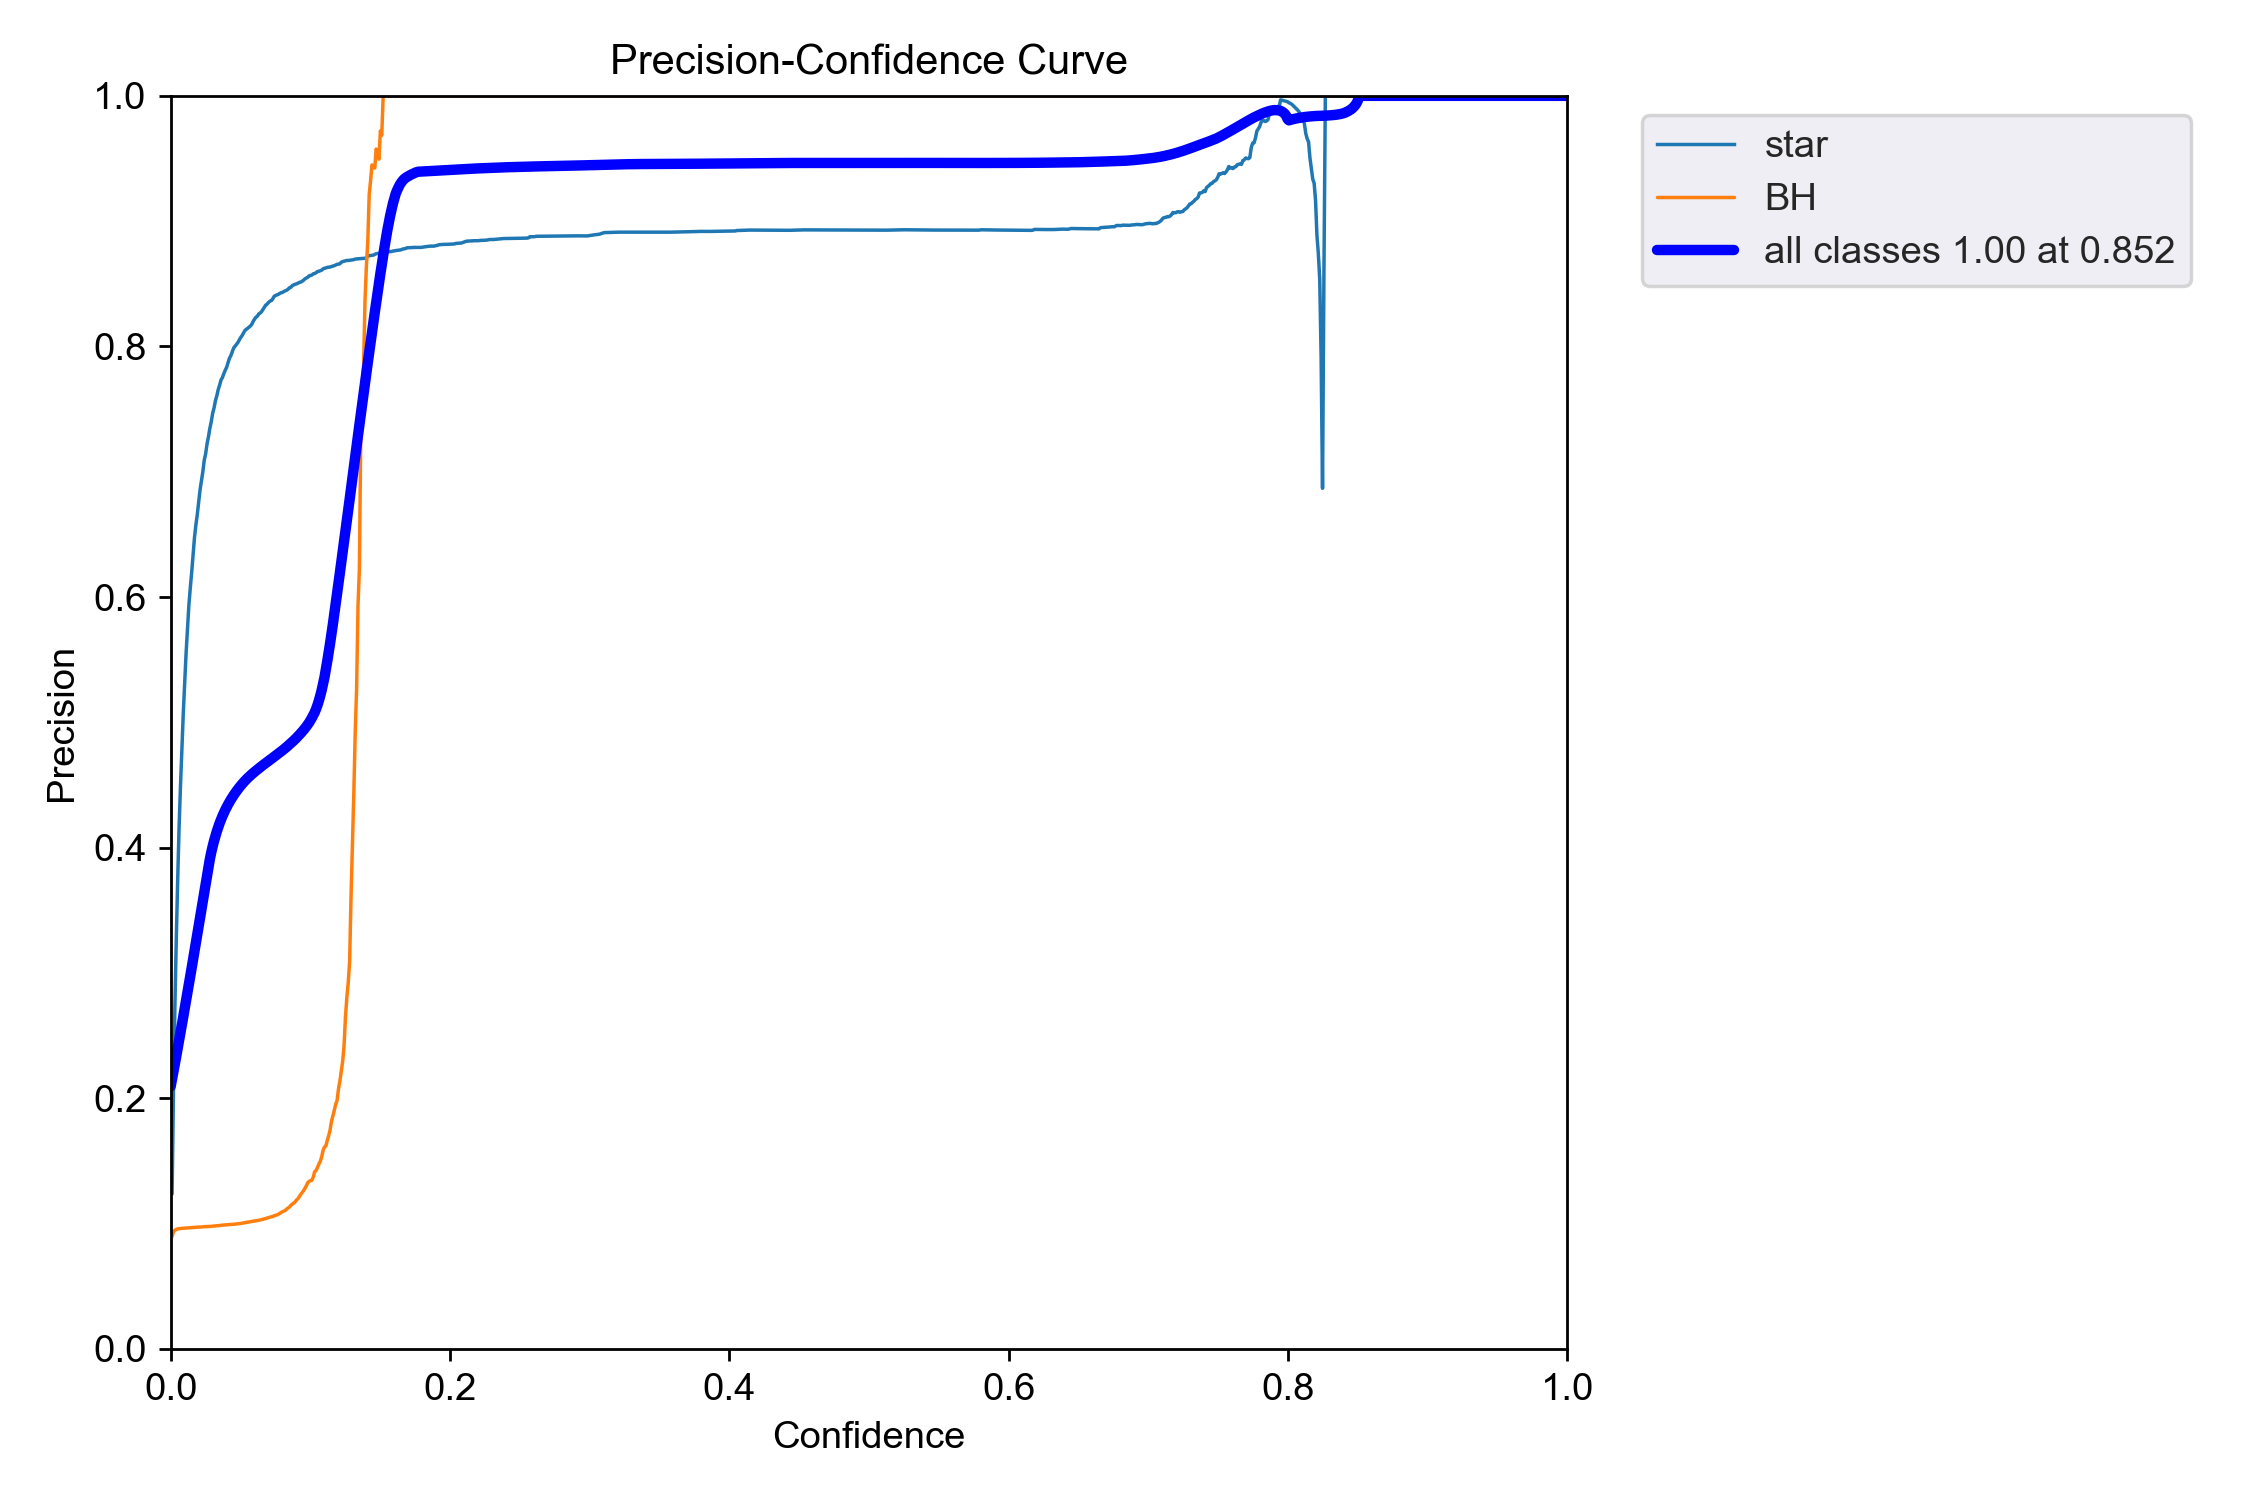 Precision-Confidence Curve
1.0
0.8
0.6
0.4
0.2
0.0
Precision
0.0 0.2 0.4 0.6 0.8 1.0
Confidence
star
BH
all classes 1.00 at 0.852